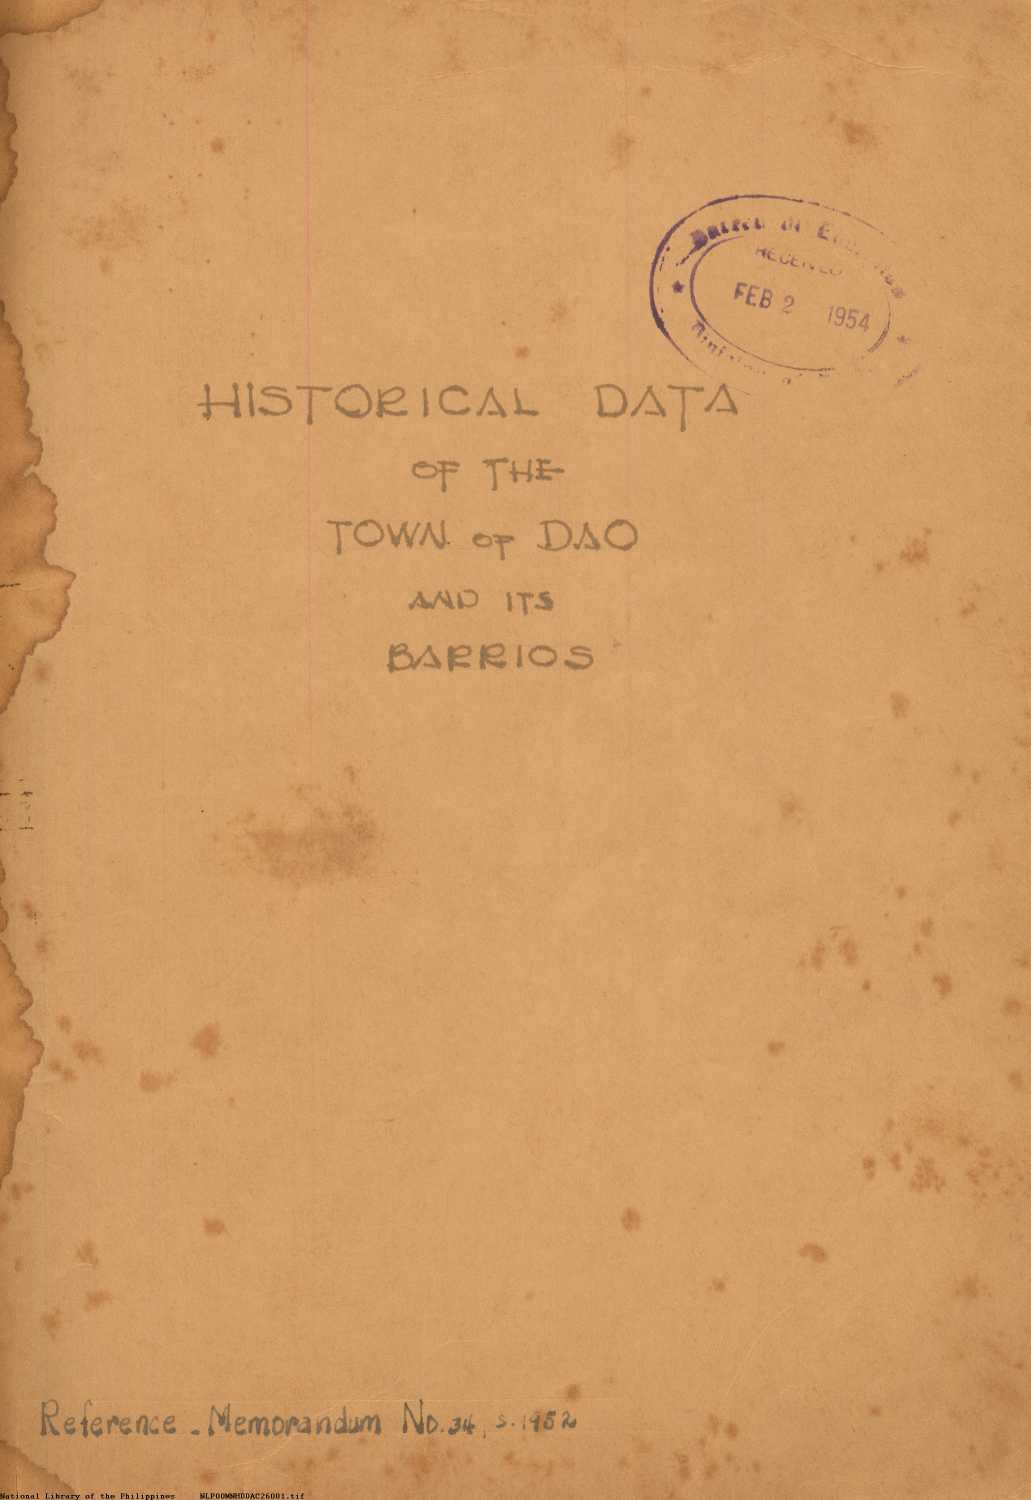 RECEIVED
FEB 2 1954
HISTORICAL DATA
OF THE
TOWN OF DAO
AND ITS
BARRIOS
Reference - Memorandum No. 34, s. 1952
National Library of the Philippines